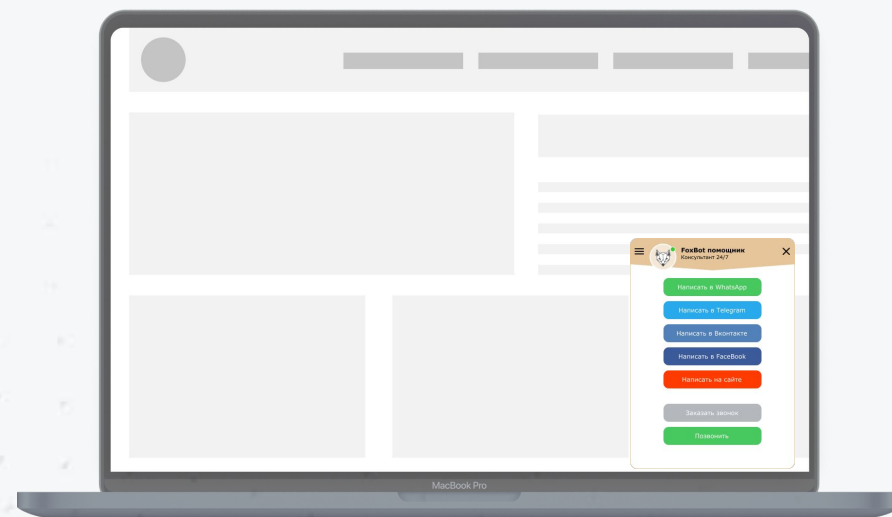 FoxBot помощник
Консультант 24/7
Написать в WhatsApp
Написать в Telegram
Написать в Вконтакте
Написать в FaceBook
Написать на сайте
Заказать звонок
Позвонить
MacBook Pro